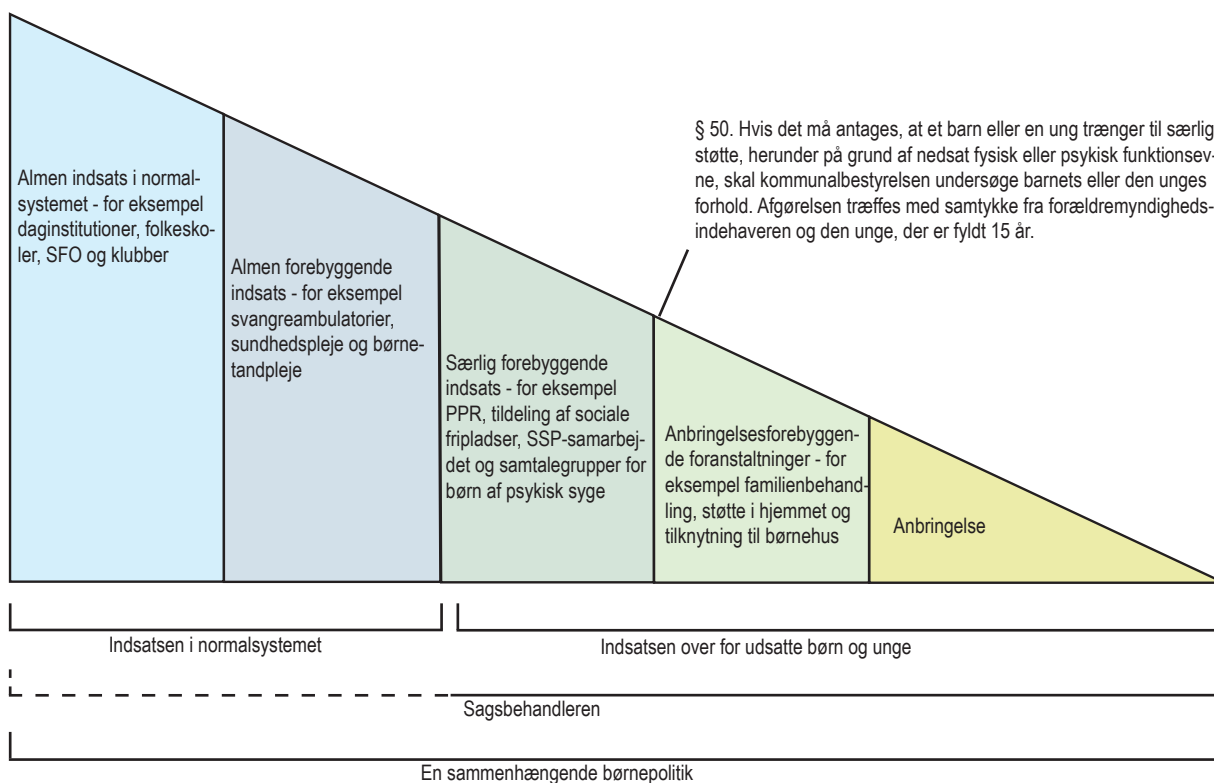 § 50. Hvis det må antages, at et barn eller en ung trænger til særlig
støtte, herunder på grund af nedsat fysisk eller psykisk funktionsev-
ne, skal kommunalbestyrelsen undersøge barnets eller den unges
forhold. Afgørelsen træffes med samtykke fra forældremyndigheds-
indehaveren og den unge, der er fyldt 15 år.
Almen indsats i normal-
systemet - for eksempel
daginstitutioner, folkesko-
ler, SFO og klubber
Almen forebyggende
indsats - for eksempel
svangreambulatorier,
sundhedspleje og børne-
tandpleje
Særlig forebyggende
indsats - for eksempel
PPR, tildeling af sociale
fripladser, SSP-samarbej-
det og samtalegrupper for
børn af psykisk syge
Anbringelsesforebyggen-
de foranstaltninger - for
eksempel familienbehand-
ling, støtte i hjemmet og
tilknytning til børnehus
Anbringelse
Indsatsen i normalsystemet
Indsatsen over for udsatte børn og unge
Sagsbehandleren
En sammenhængende børnepolitik